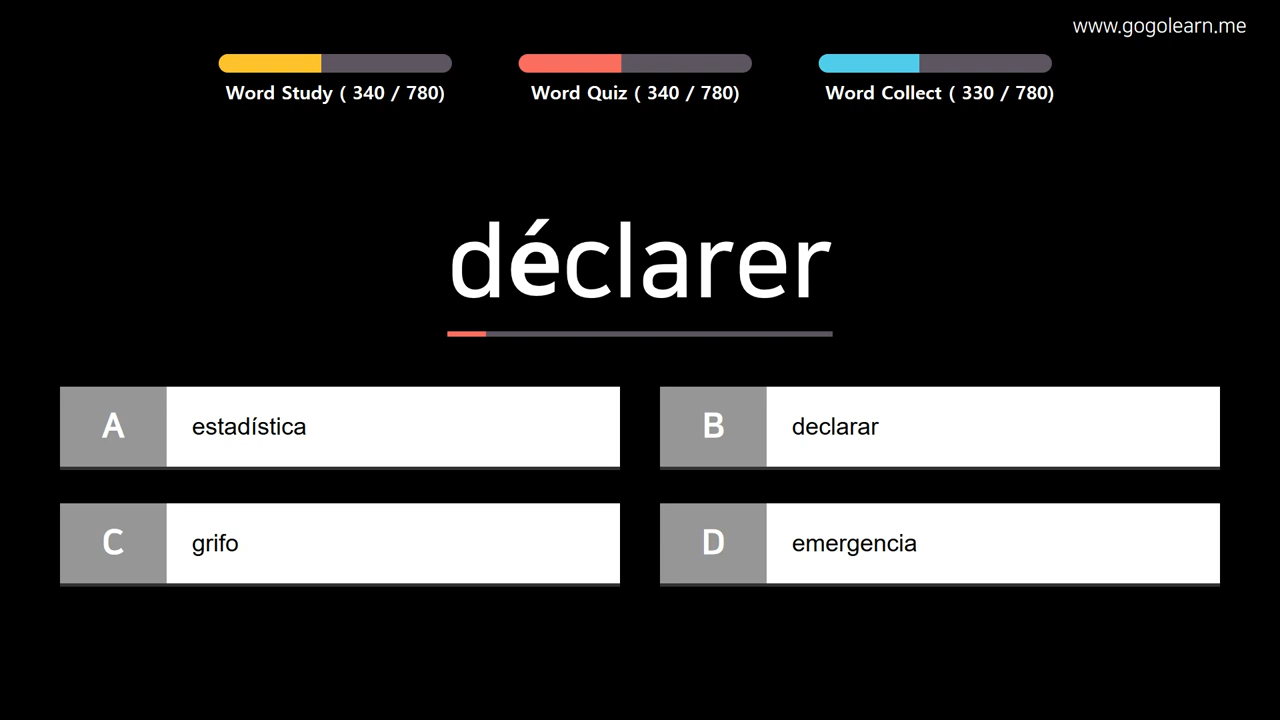 www.gogolearn.me
Word Study ( 340 / 780)
Word Quiz ( 340 / 780)
Word Collect ( 330 / 780)
déclarer
A estadística
B declarar
C grifo
D emergencia